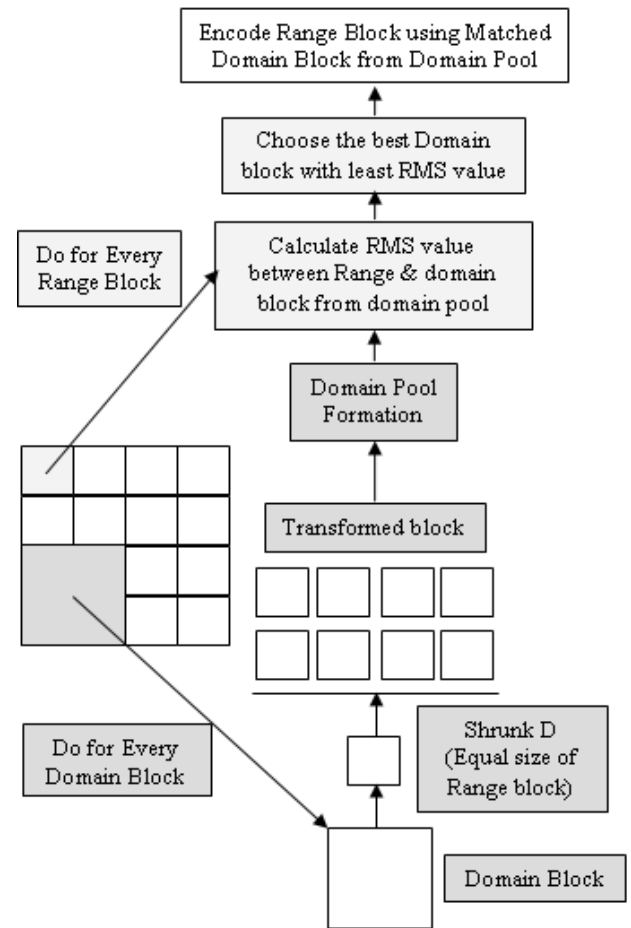 Encode Range Block using Matched
Domain Block from Domain Pool
Choose the best Domain
block with least RMS value
Do for Every
Range Block
Calculate RMS value
between Range & domain
block from domain pool
Domain Pool
Formation
Transformed block
Do for Every
Domain Block
Shrunk D
(Equal size of
Range block)
Domain Block